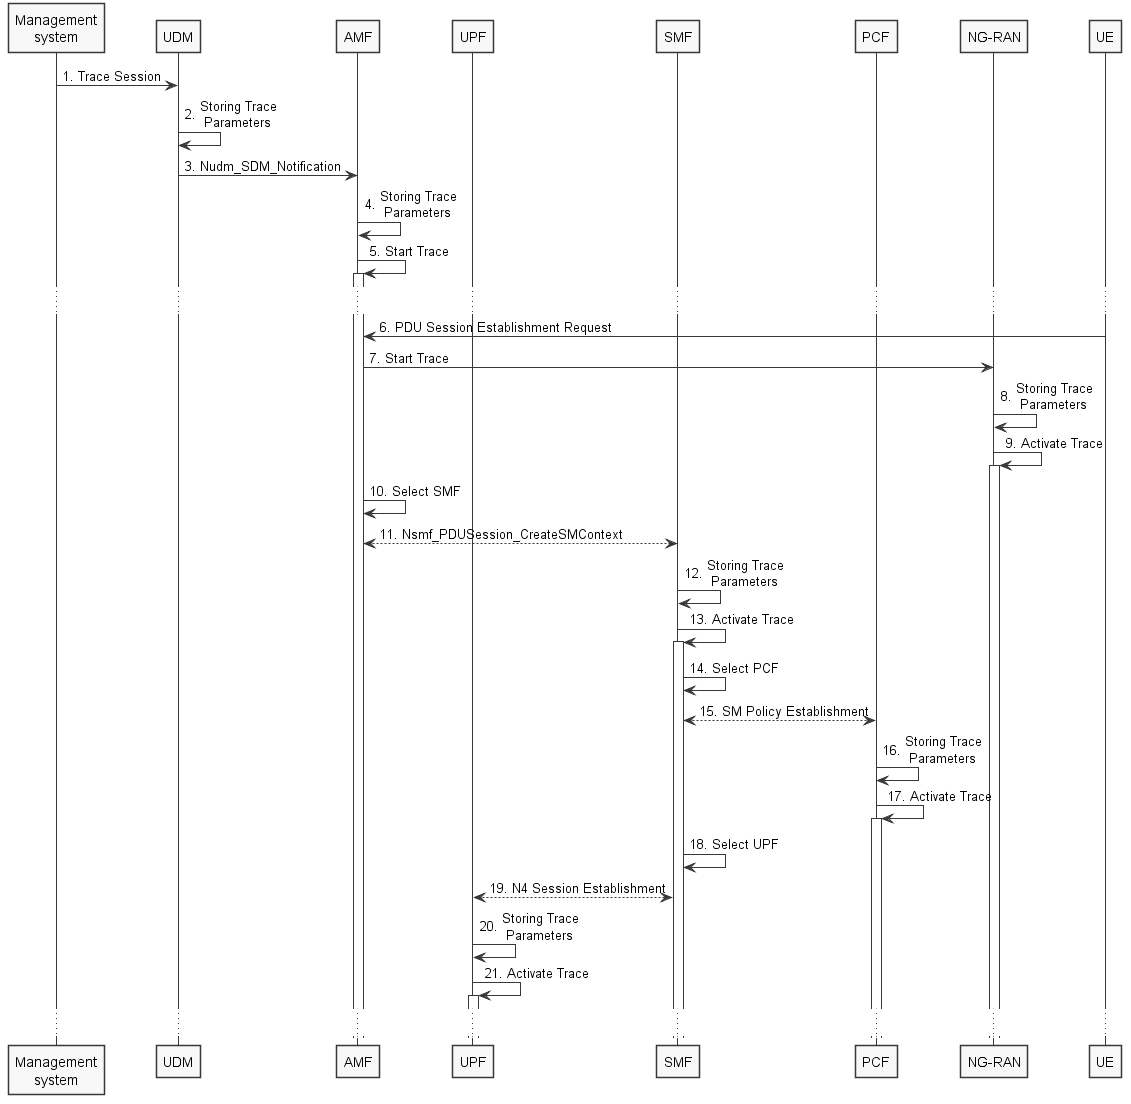 Management
system
UDM
AMF
UPF
SMF
PCF
NG-RAN
UE
1. Trace Session
2. Storing Trace
Parameters
3. Nudm_SDM_Notification
4. Storing Trace
Parameters
5. Start Trace
6. PDU Session Establishment Request
7. Start Trace
8. Storing Trace
Parameters
9. Activate Trace
10. Select SMF
11. Nsmf_PDUSession_CreateSMContext
12. Storing Trace
Parameters
13. Activate Trace
14. Select PCF
15. SM Policy Establishment
16. Storing Trace
Parameters
17. Activate Trace
18. Select UPF
19. N4 Session Establishment
20. Storing Trace
Parameters
21. Activate Trace
Management
system
UDM
AMF
UPF
SMF
PCF
NG-RAN
UE